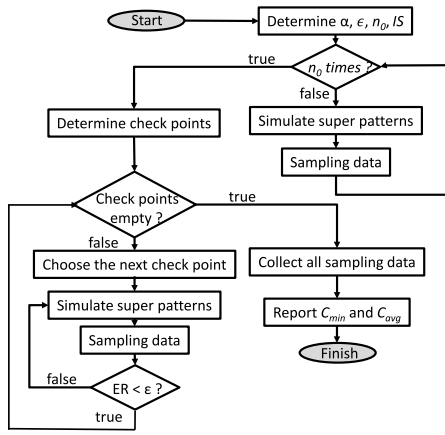 Start
Determine α, ϵ, n₀, IS
n₀ times ?
true
false
Determine check points
Simulate super patterns
Sampling data
Check points
empty ?
true
false
Choose the next check point
Collect all sampling data
Simulate super patterns
Report Cmin and Cavg
Sampling data
Finish
ER < ε ?
false
true